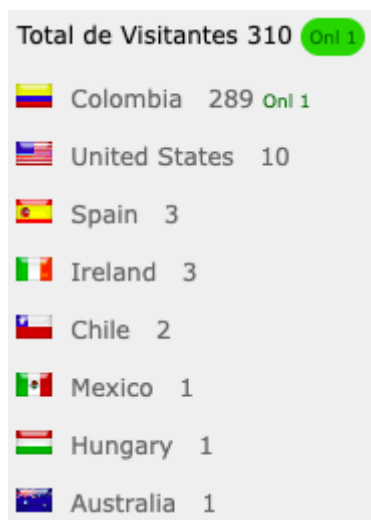 Total de Visitantes 310 Onl 1
Colombia 289 Onl 1
United States 10
Spain 3
Ireland 3
Chile 2
Mexico 1
Hungary 1
Australia 1